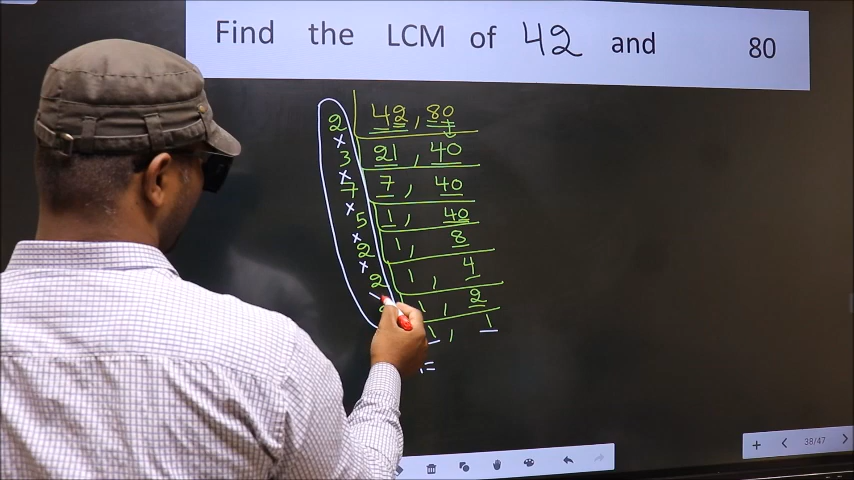 Find the LCM of 42 and 80
2 | 42, 80
× 3 | 21, 40
× 7 | 7, 40
× 5 | 1, 40
× 2 | 1, 8
× 2 | 1, 4
1, 2
1, 1
=
38/47